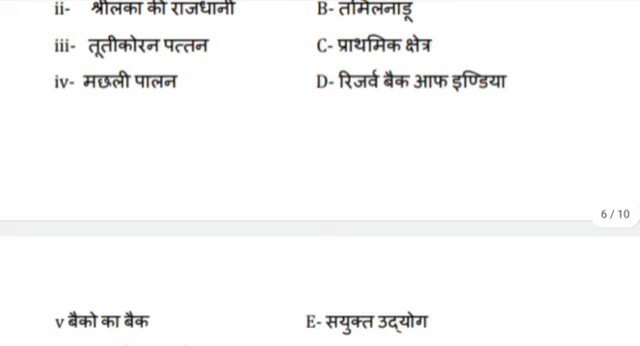 ii- श्रीलका की राजधानी B- तमिलनाडू
iii- तूतीकोरन पत्तन C- प्राथमिक क्षेत्र
iv- मछली पालन D- रिजर्व बैक आफ इण्डिया
6 / 10
v बैको का बैक E- सयुक्त उद्योग